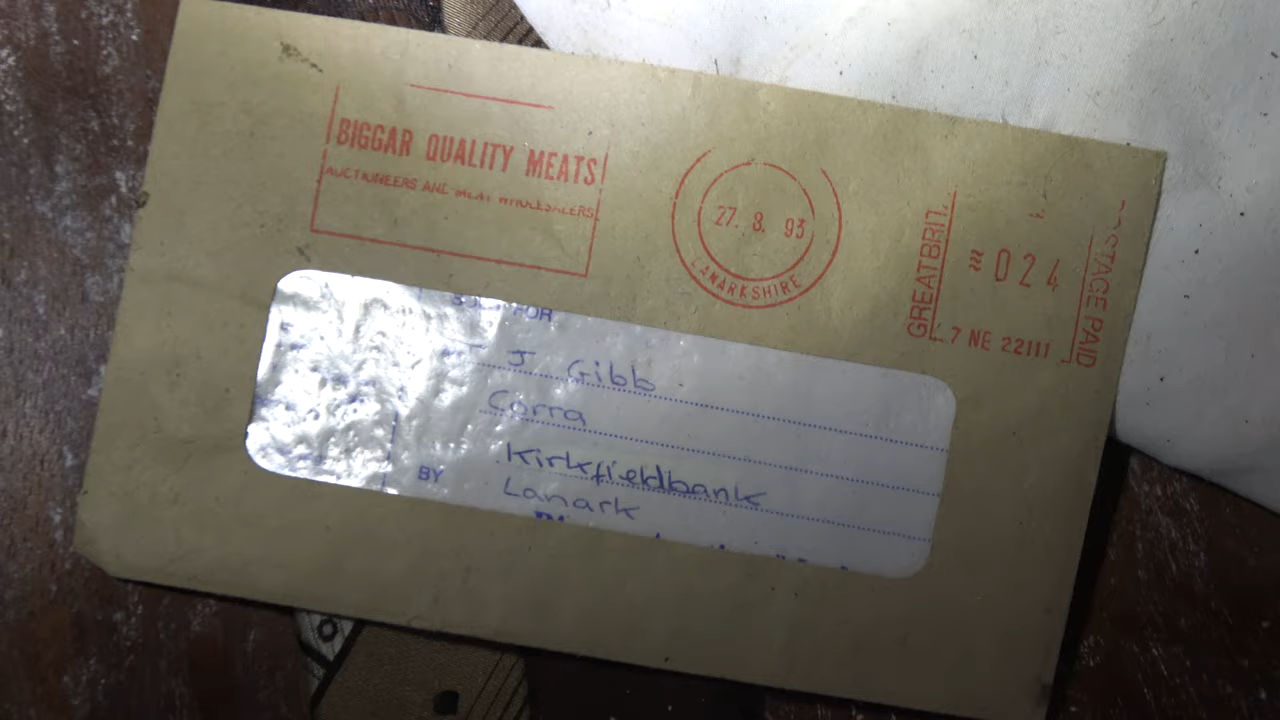 BIGGAR QUALITY MEATS
AUCTIONEERS AND MEAT WHOLESALERS
27. 8. 93
LANARKSHIRE
GREAT BRIT.
024
POSTAGE PAID
7 NE 22111
FOR
J Gibb
Corra
Kirkfieldbank
BY
Lanark